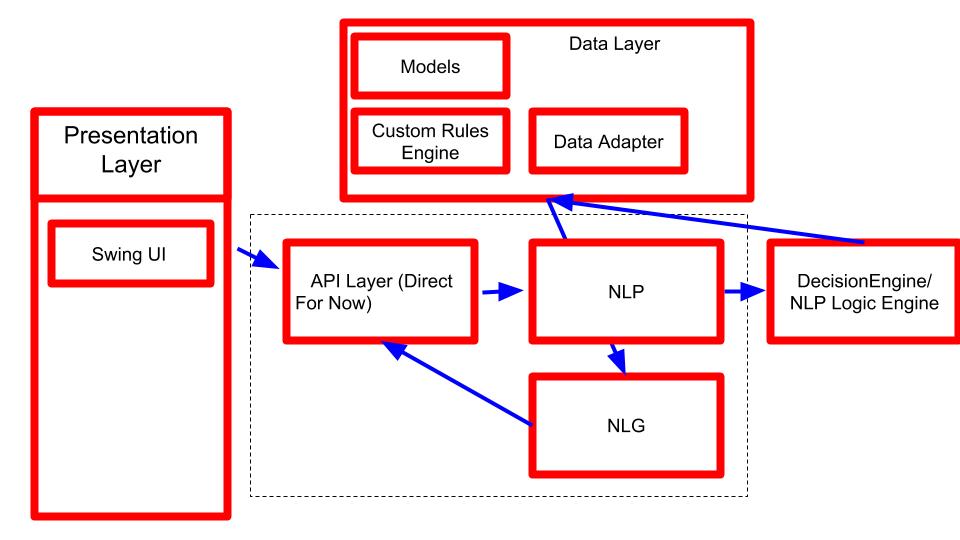 Data Layer
Models
Custom Rules
Engine
Data Adapter
Presentation
Layer
Swing UI
API Layer (Direct
For Now)
NLP
DecisionEngine/
NLP Logic Engine
NLG